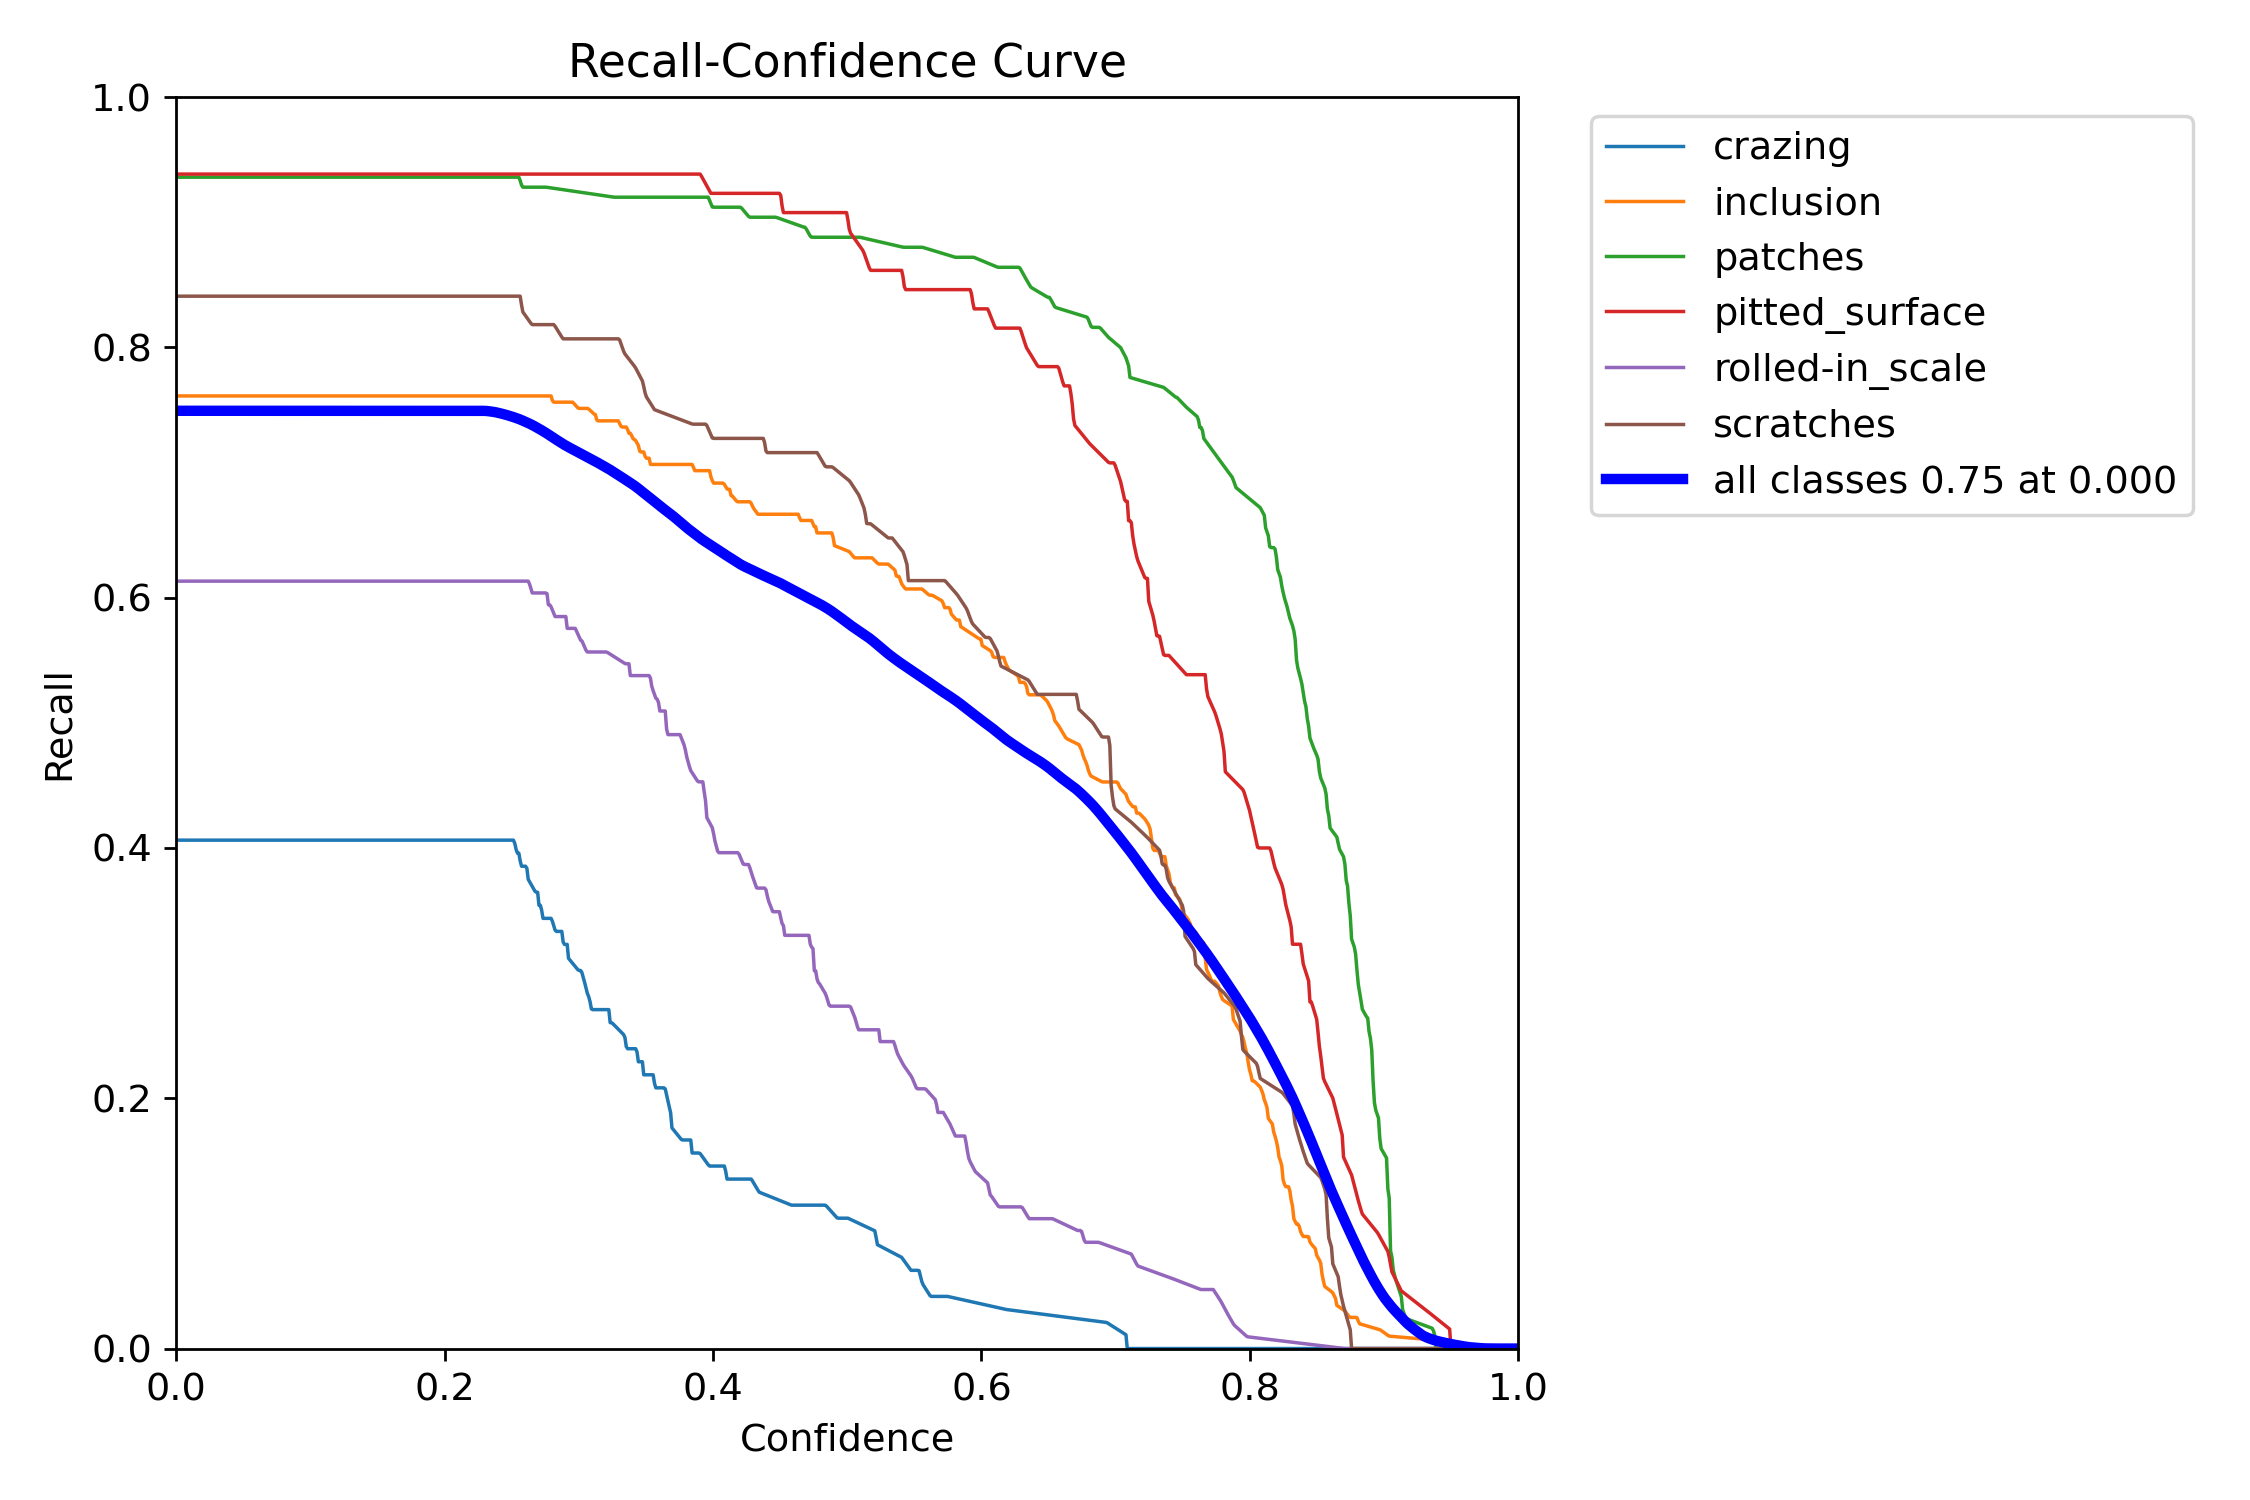 Recall-Confidence Curve
1.0
0.8
0.6
0.4
0.2
0.0
Recall
0.0 0.2 0.4 0.6 0.8 1.0
Confidence
crazing
inclusion
patches
pitted_surface
rolled-in_scale
scratches
all classes 0.75 at 0.000